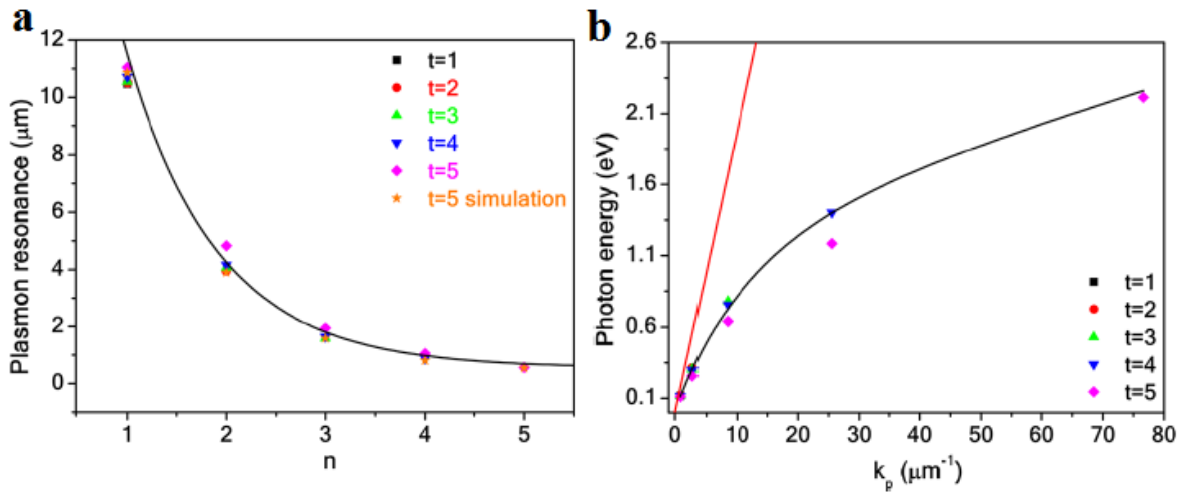 a
12
10
8
6
4
2
0
Plasmon resonance (μm)
1 2 3 4 5
n
t=1
t=2
t=3
t=4
t=5
t=5 simulation
b
2.6
2.1
1.6
1.1
0.6
0.1
Photon energy (eV)
0 10 20 30 40 50 60 70 80
kₚ (μm⁻¹)
t=1
t=2
t=3
t=4
t=5